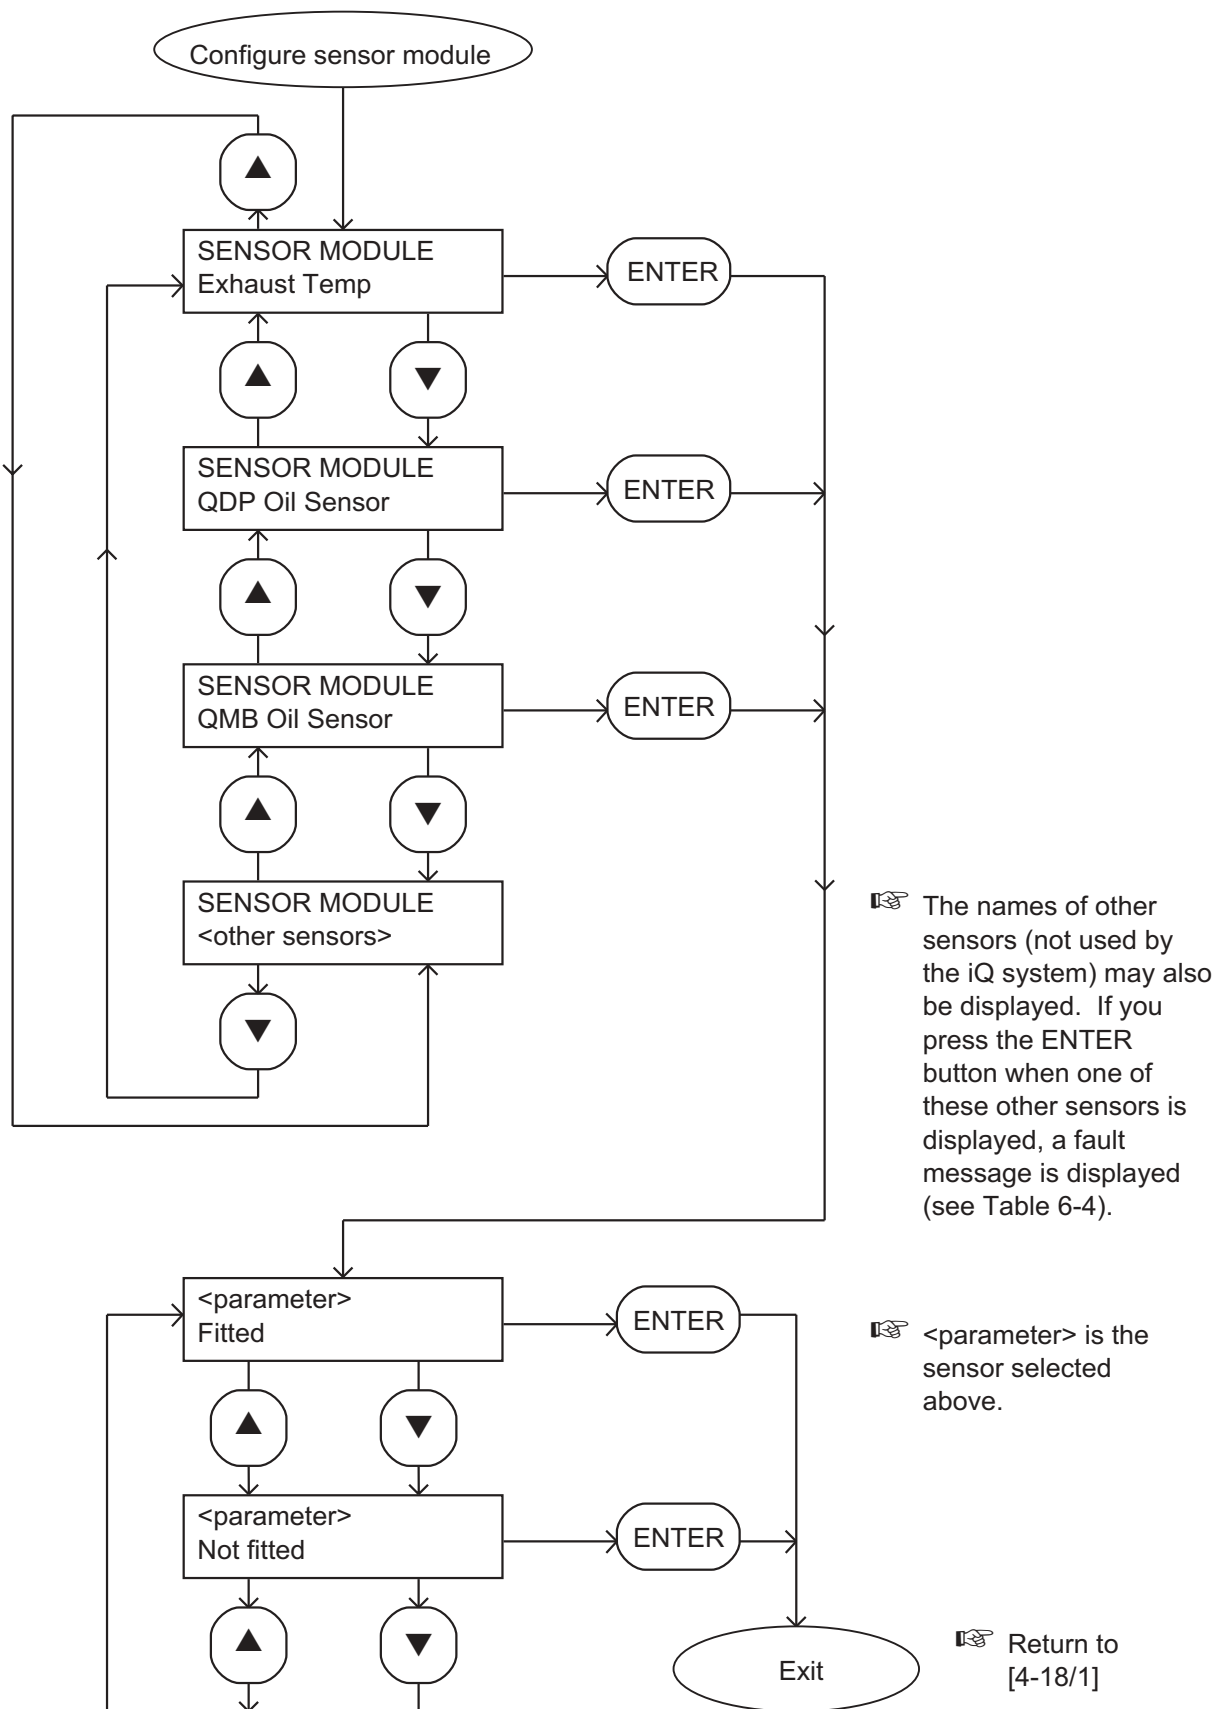 Configure sensor module
▲
SENSOR MODULE
Exhaust Temp
ENTER
▲
▼
SENSOR MODULE
QDP Oil Sensor
ENTER
▲
▼
SENSOR MODULE
QMB Oil Sensor
ENTER
▲
▼
SENSOR MODULE
<other sensors>
▼
☞ The names of other
sensors (not used by
the iQ system) may also
be displayed. If you
press the ENTER
button when one of
these other sensors is
displayed, a fault
message is displayed
(see Table 6-4).
<parameter>
Fitted
ENTER
☞ <parameter> is the
sensor selected
above.
▲
▼
<parameter>
Not fitted
ENTER
▲
▼
Exit
☞ Return to
[4-18/1]